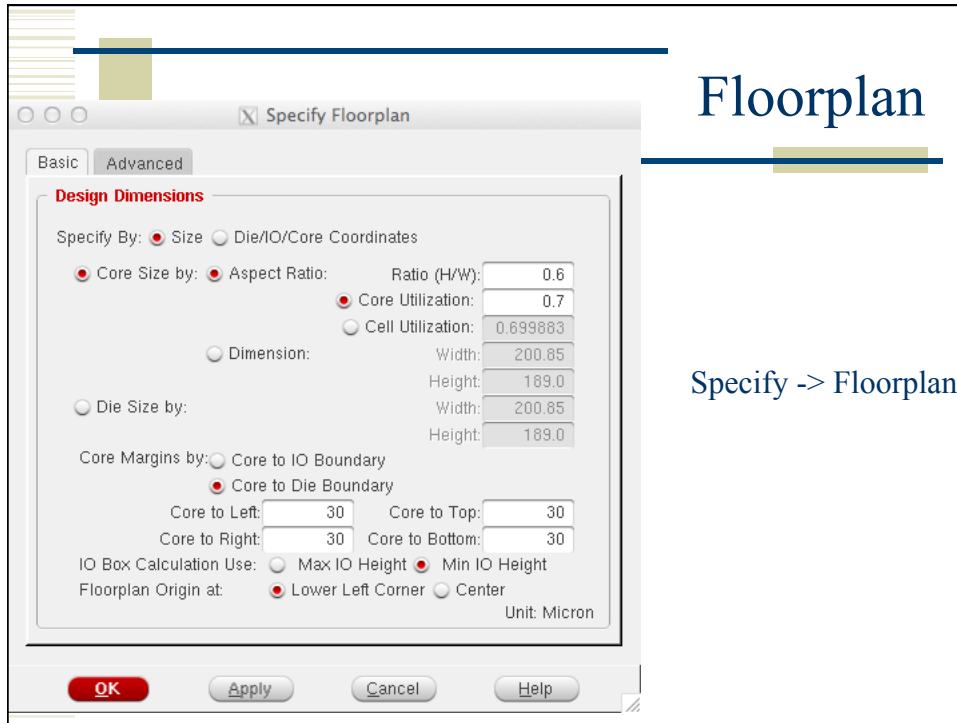 Floorplan
X Specify Floorplan
Basic Advanced
Design Dimensions
Specify By: Size Die/IO/Core Coordinates
Core Size by: Aspect Ratio: Ratio (H/W): 0.6
Core Utilization: 0.7
Cell Utilization: 0.699883
Dimension: Width: 200.85
Height: 189.0
Die Size by: Width: 200.85
Height: 189.0
Core Margins by: Core to IO Boundary
Core to Die Boundary
Core to Left: 30 Core to Top: 30
Core to Right: 30 Core to Bottom: 30
IO Box Calculation Use: Max IO Height Min IO Height
Floorplan Origin at: Lower Left Corner Center
Unit: Micron
OK Apply Cancel Help
Specify -> Floorplan